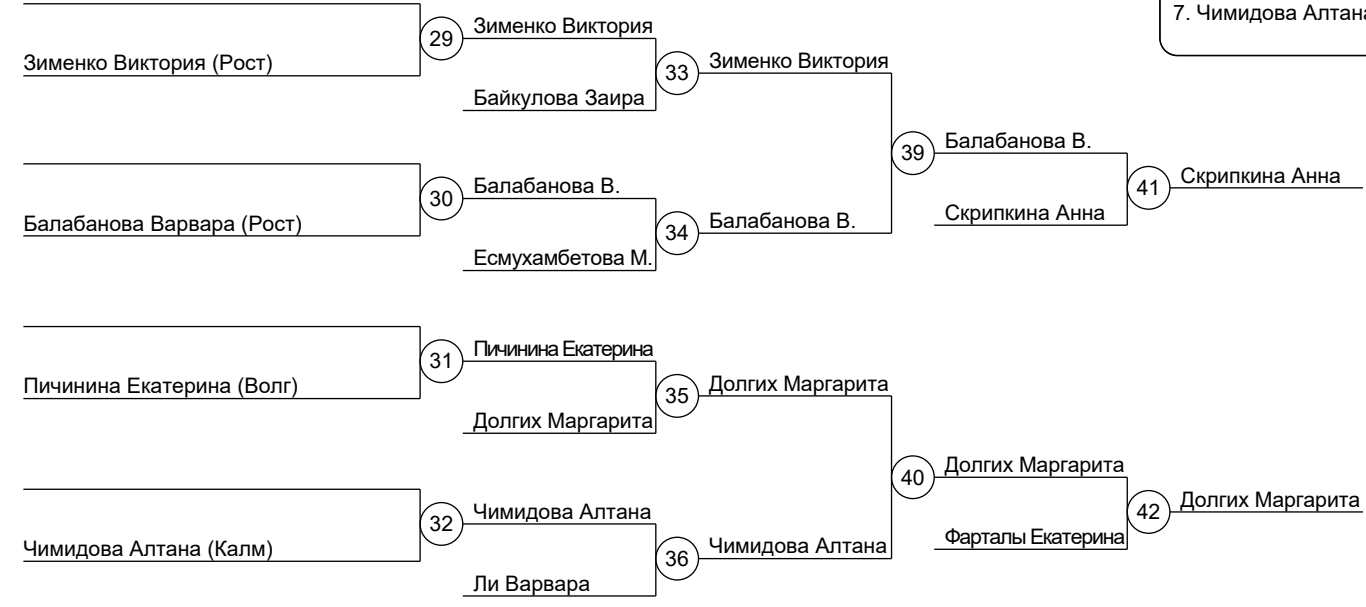 7. Чимидова Алтана
29
Зименко Виктория
Зименко Виктория (Рост)
33
Зименко Виктория
Байкулова Заира
39
Балабанова В.
30
Балабанова В.
41
Скрипкина Анна
Балабанова Варвара (Рост)
34
Балабанова В.
Скрипкина Анна
Есмухамбетова М.
31
Пичинина Екатерина
Пичинина Екатерина (Волг)
35
Долгих Маргарита
Долгих Маргарита
40
Долгих Маргарита
32
Чимидова Алтана
42
Долгих Маргарита
Чимидова Алтана (Калм)
36
Чимидова Алтана
Фарталы Екатерина
Ли Варвара